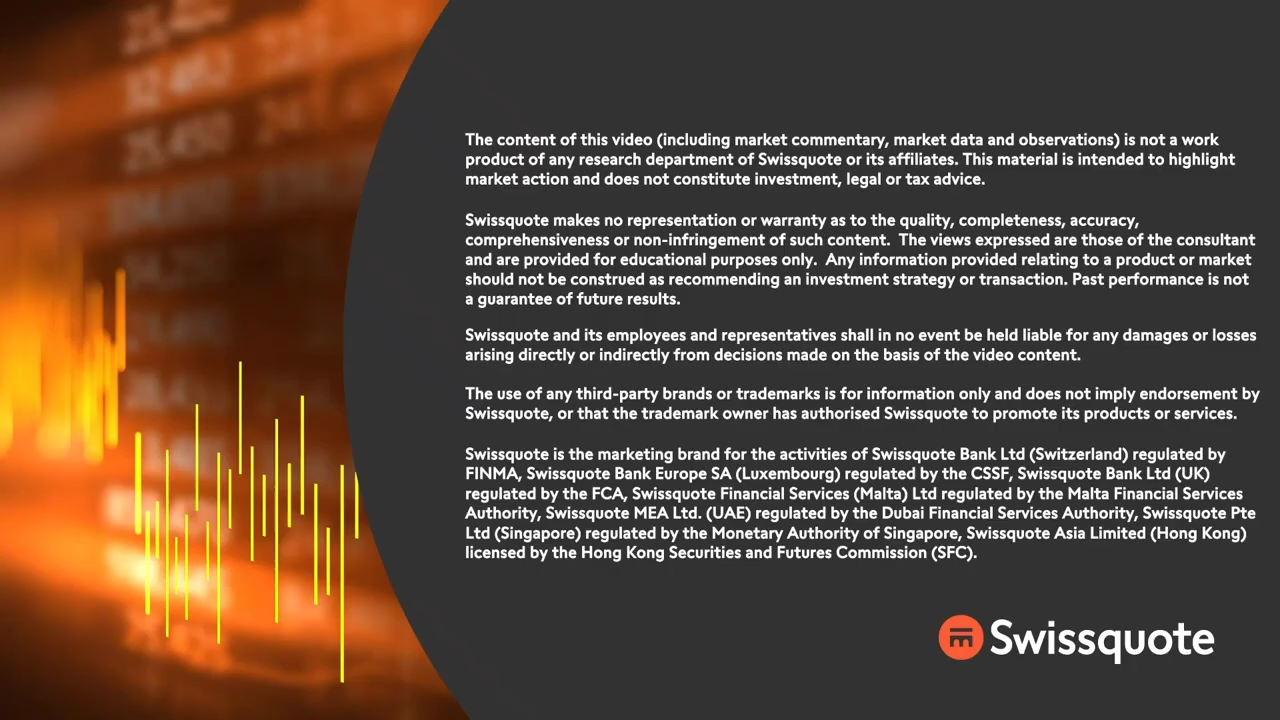 The content of this video (including market commentary, market data and observations) is not a work
product of any research department of Swissquote or its affiliates. This material is intended to highlight
market action and does not constitute investment, legal or tax advice.
Swissquote makes no representation or warranty as to the quality, completeness, accuracy,
comprehensiveness or non-infringement of such content.  The views expressed are those of the consultant
and are provided for educational purposes only.  Any information provided relating to a product or market
should not be construed as recommending an investment strategy or transaction. Past performance is not
a guarantee of future results.
Swissquote and its employees and representatives shall in no event be held liable for any damages or losses
arising directly or indirectly from decisions made on the basis of the video content.
The use of any third-party brands or trademarks is for information only and does not imply endorsement by
Swissquote, or that the trademark owner has authorised Swissquote to promote its products or services.
Swissquote is the marketing brand for the activities of Swissquote Bank Ltd (Switzerland) regulated by
FINMA, Swissquote Bank Europe SA (Luxembourg) regulated by the CSSF, Swissquote Bank Ltd (UK)
regulated by the FCA, Swissquote Financial Services (Malta) Ltd regulated by the Malta Financial Services
Authority, Swissquote MEA Ltd. (UAE) regulated by the Dubai Financial Services Authority, Swissquote Pte
Ltd (Singapore) regulated by the Monetary Authority of Singapore, Swissquote Asia Limited (Hong Kong)
licensed by the Hong Kong Securities and Futures Commission (SFC).
Swissquote